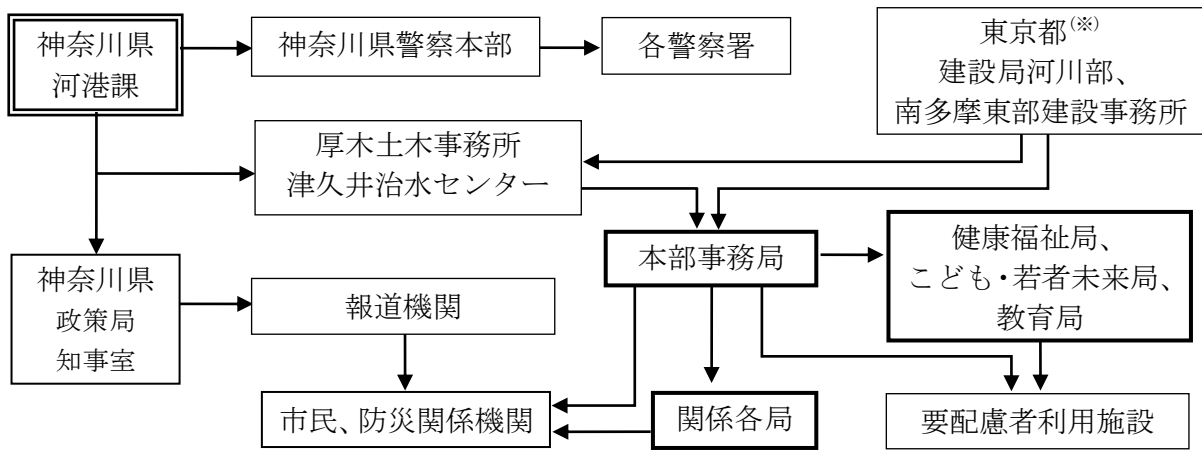 神奈川県
河港課
神奈川県警察本部
各警察署
東京都(※)
建設局河川部、
南多摩東部建設事務所
厚木土木事務所
津久井治水センター
本部事務局
健康福祉局、
こども・若者未来局、
教育局
神奈川県
政策局
知事室
報道機関
市民、防災関係機関
関係各局
要配慮者利用施設